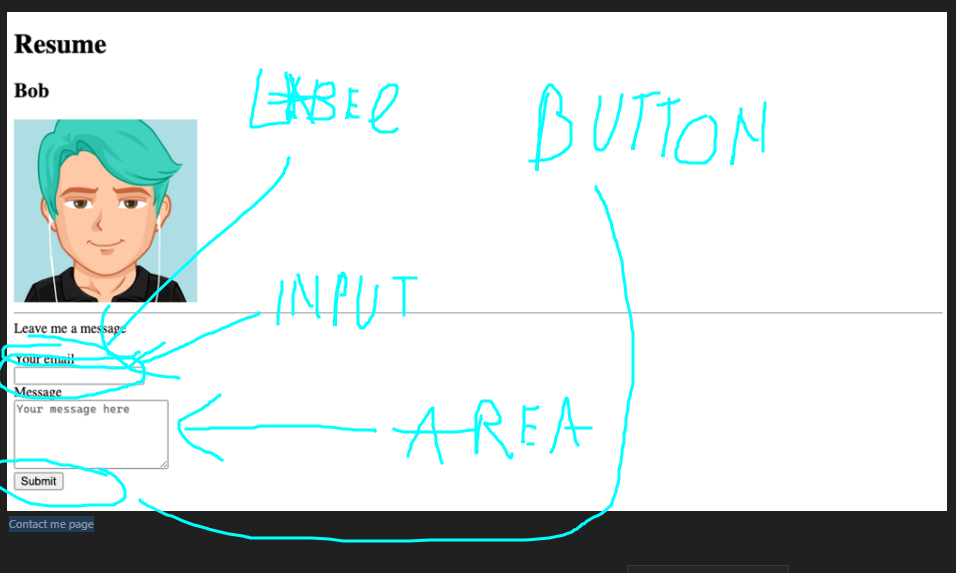 Resume
Bob
LABEL
BUTTON
INPUT
Leave me a message
Your email
Message
Your message here
AREA
Submit
Contact me page